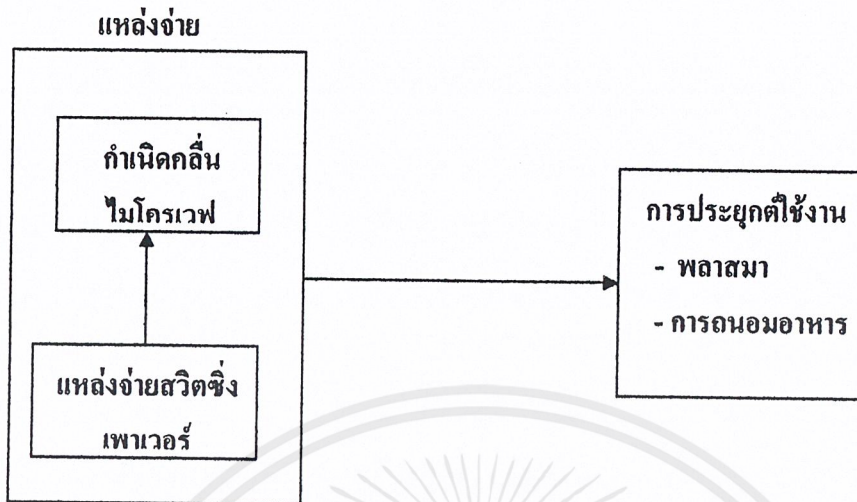 แหล่งจ่าย
กำเนิดคลื่น
ไมโครเวฟ
แหล่งจ่ายสวิตซิ่ง
เพาเวอร์
การประยุกต์ใช้งาน
- พลาสมา
- การถนอมอาหาร